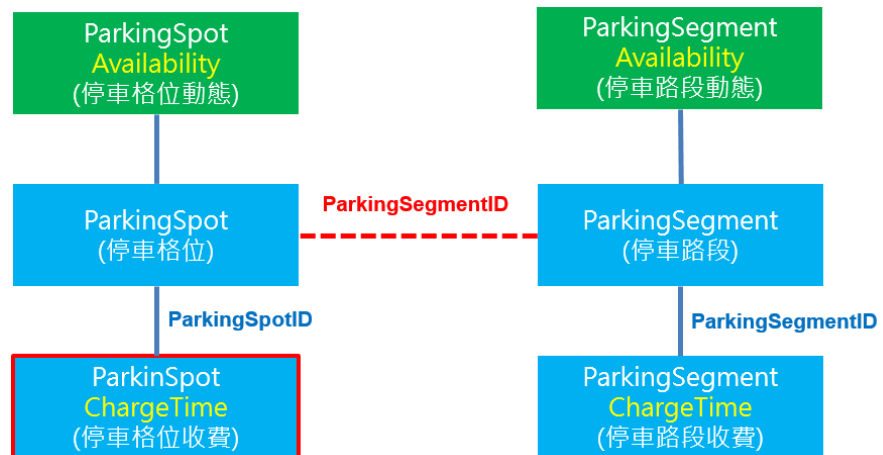 ParkingSpot
Availability
(停車格位動態)
ParkingSegment
Availability
(停車路段動態)
ParkingSpot
(停車格位)
ParkingSegmentID
ParkingSegment
(停車路段)
ParkingSpotID
ParkingSegmentID
ParkinSpot
ChargeTime
(停車格位收費)
ParkingSegment
ChargeTime
(停車路段收費)